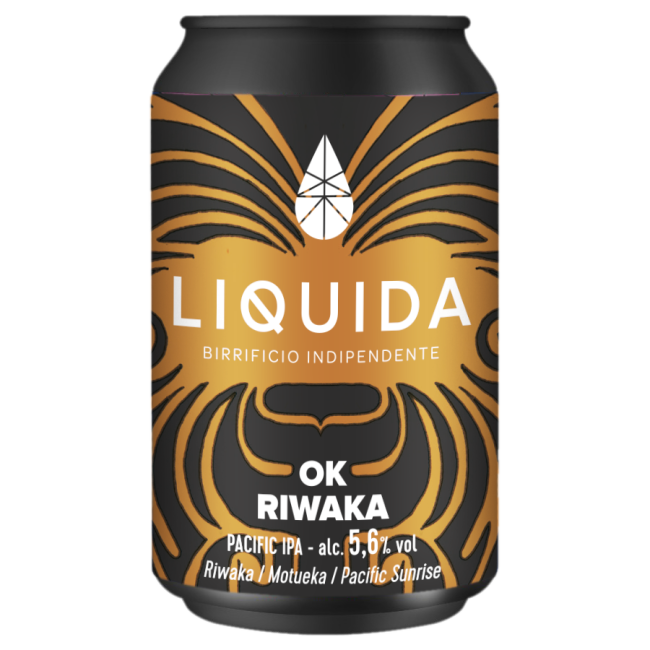 LIQUIDA
BIRRIFICIO INDIPENDENTE
OK
RIWAKA
PACIFIC IPA - alc. 5,6% vol
Riwaka / Motueka / Pacific Sunrise